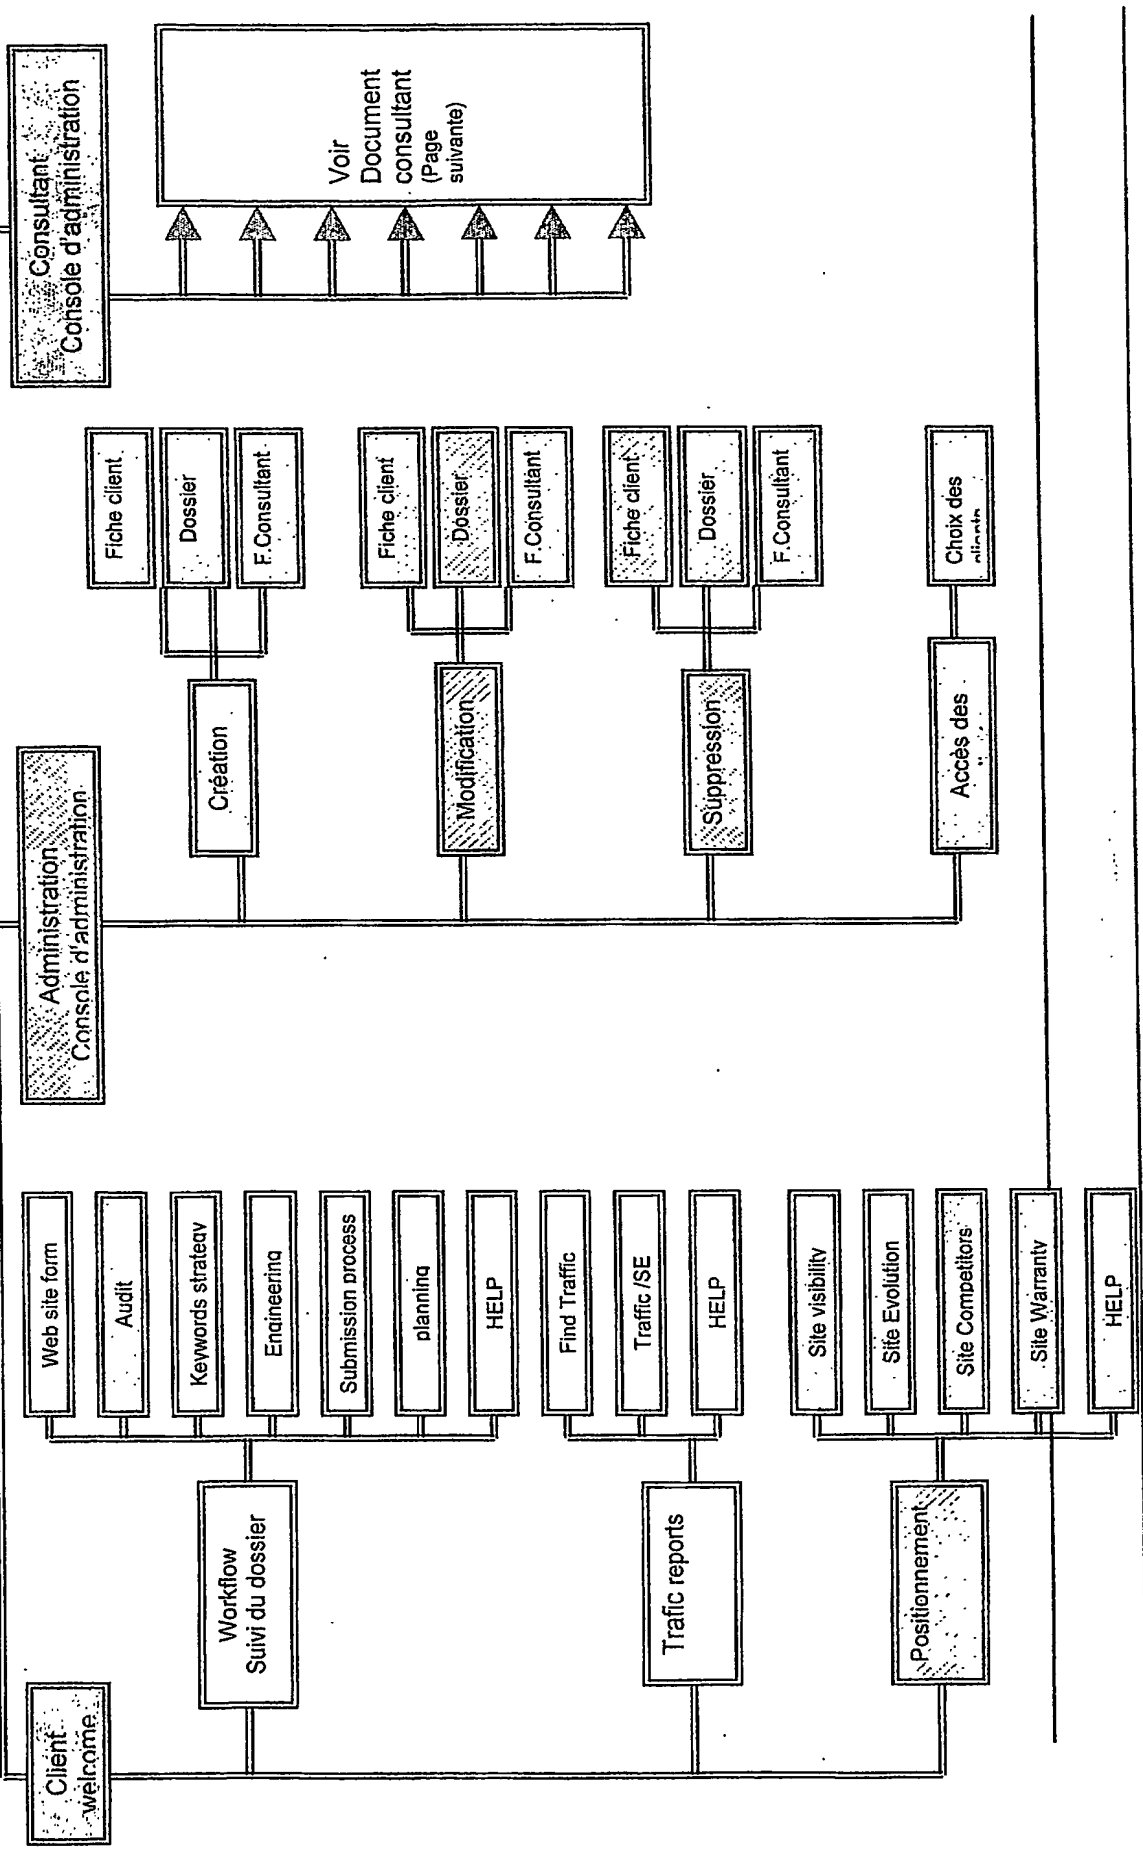 Client
welcome
Workflow
Suivi du dossier
Web site form
Audit
Keywords strategy
Engineering
Submission process
planning
HELP
Trafic reports
Find Traffic
Traffic /SE
HELP
Positionnement
Site visibility
Site Evolution
Site Competitors
Site Warranty
HELP
Administration
Console d'administration
Création
Fiche client
Dossier
F.Consultant
Modification
Fiche client
Dossier
F.Consultant
Suppression
Fiche client
Dossier
F.Consultant
Accès des
Choix des
Consultant
Console d'administration
Voir
Document
consultant
(Page
suivante)